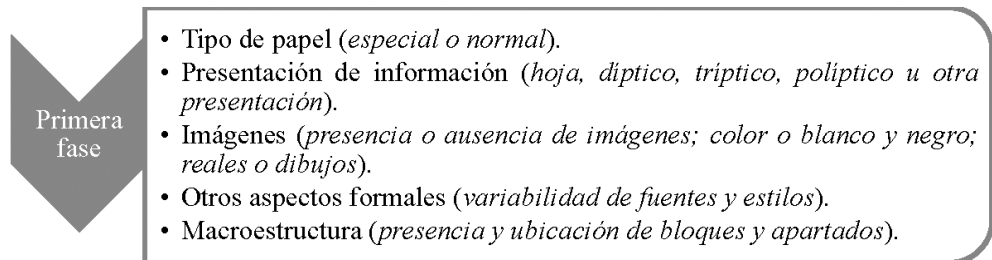 Primera
fase
• Tipo de papel (especial o normal).
• Presentación de información (hoja, díptico, tríptico, políptico u otra
presentación).
• Imágenes (presencia o ausencia de imágenes; color o blanco y negro;
reales o dibujos).
• Otros aspectos formales (variabilidad de fuentes y estilos).
• Macroestructura (presencia y ubicación de bloques y apartados).